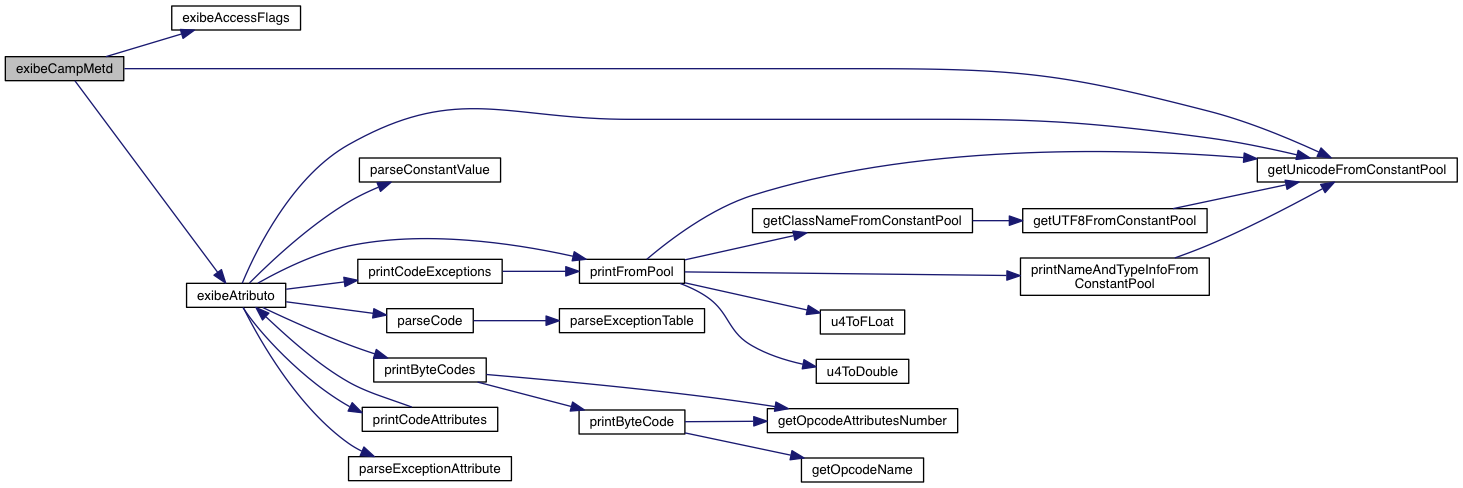 exibeAccessFlags
exibeCampMetd
parseConstantValue
getUnicodeFromConstantPool
getClassNameFromConstantPool
getUTF8FromConstantPool
printCodeExceptions
printFromPool
printNameAndTypeInfoFrom
ConstantPool
exibeAtributo
parseCode
parseExceptionTable
u4ToFLoat
printByteCodes
u4ToDouble
printCodeAttributes
printByteCode
getOpcodeAttributesNumber
parseExceptionAttribute
getOpcodeName